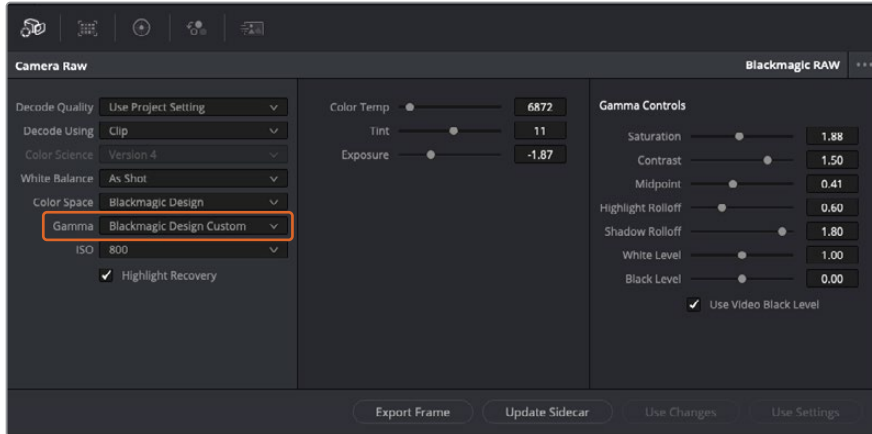 Camera Raw
Blackmagic RAW
Decode Quality Use Project Setting
Decode Using Clip
Color Science Version 4
White Balance As Shot
Color Space Blackmagic Design
Gamma Blackmagic Design Custom
ISO 800
Highlight Recovery
Color Temp 6872
Tint 11
Exposure -1.87
Gamma Controls
Saturation 1.88
Contrast 1.50
Midpoint 0.41
Highlight Rolloff 0.60
Shadow Rolloff 1.80
White Level 1.00
Black Level 0.00
Use Video Black Level
Export Frame Update Sidecar Use Changes Use Settings